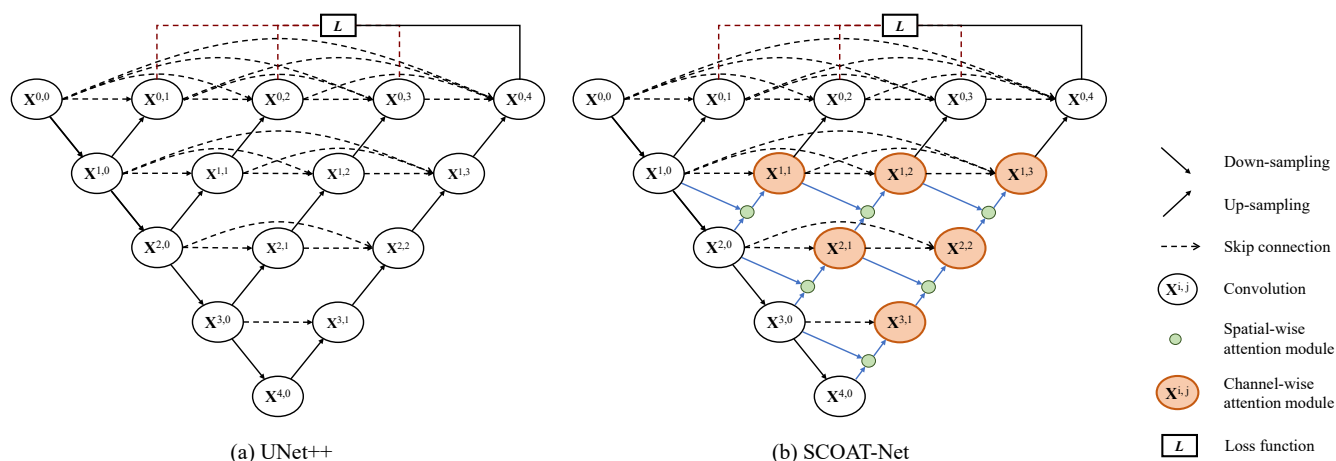 L
L
X0,0 X0,1 X0,2 X0,3 X0,4
X0,0 X0,1 X0,2 X0,3 X0,4
X1,0 X1,1 X1,2 X1,3
X1,0 X1,1 X1,2 X1,3
X2,0 X2,1 X2,2
X2,0 X2,1 X2,2
X3,0 X3,1
X3,0 X3,1
X4,0
X4,0
(a) UNet++
(b) SCOAT-Net
Down-sampling
Up-sampling
Skip connection
Xi, j Convolution
Spatial-wise
attention module
Xi, j Channel-wise
attention module
L Loss function